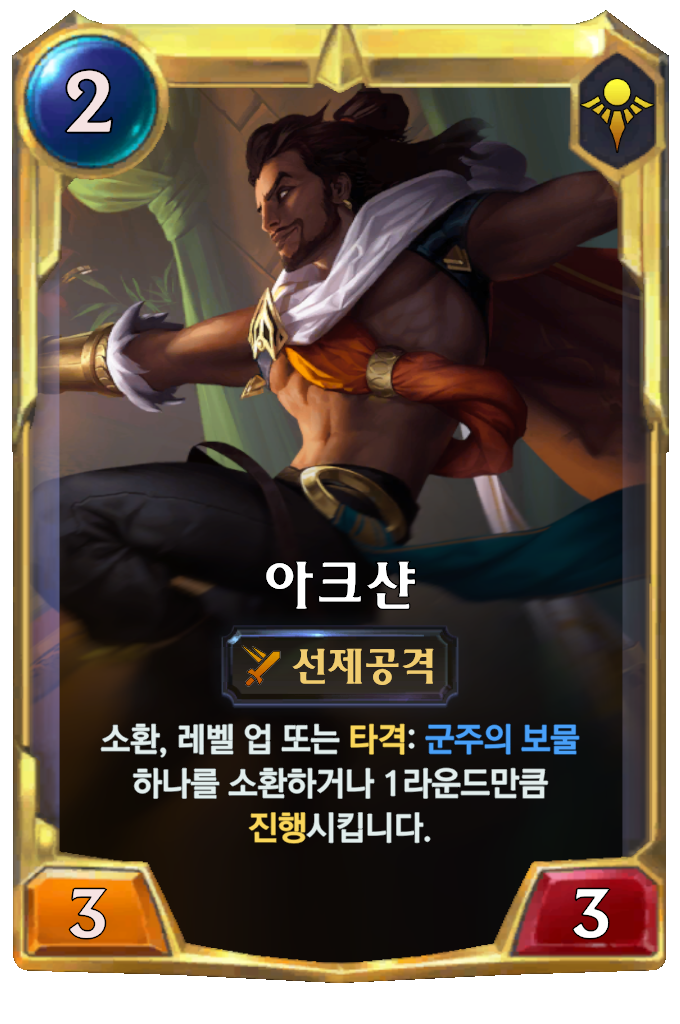 2
아크샨
선제공격
소환, 레벨 업 또는 타격: 군주의 보물
하나를 소환하거나 1라운드만큼
진행시킵니다.
3
3